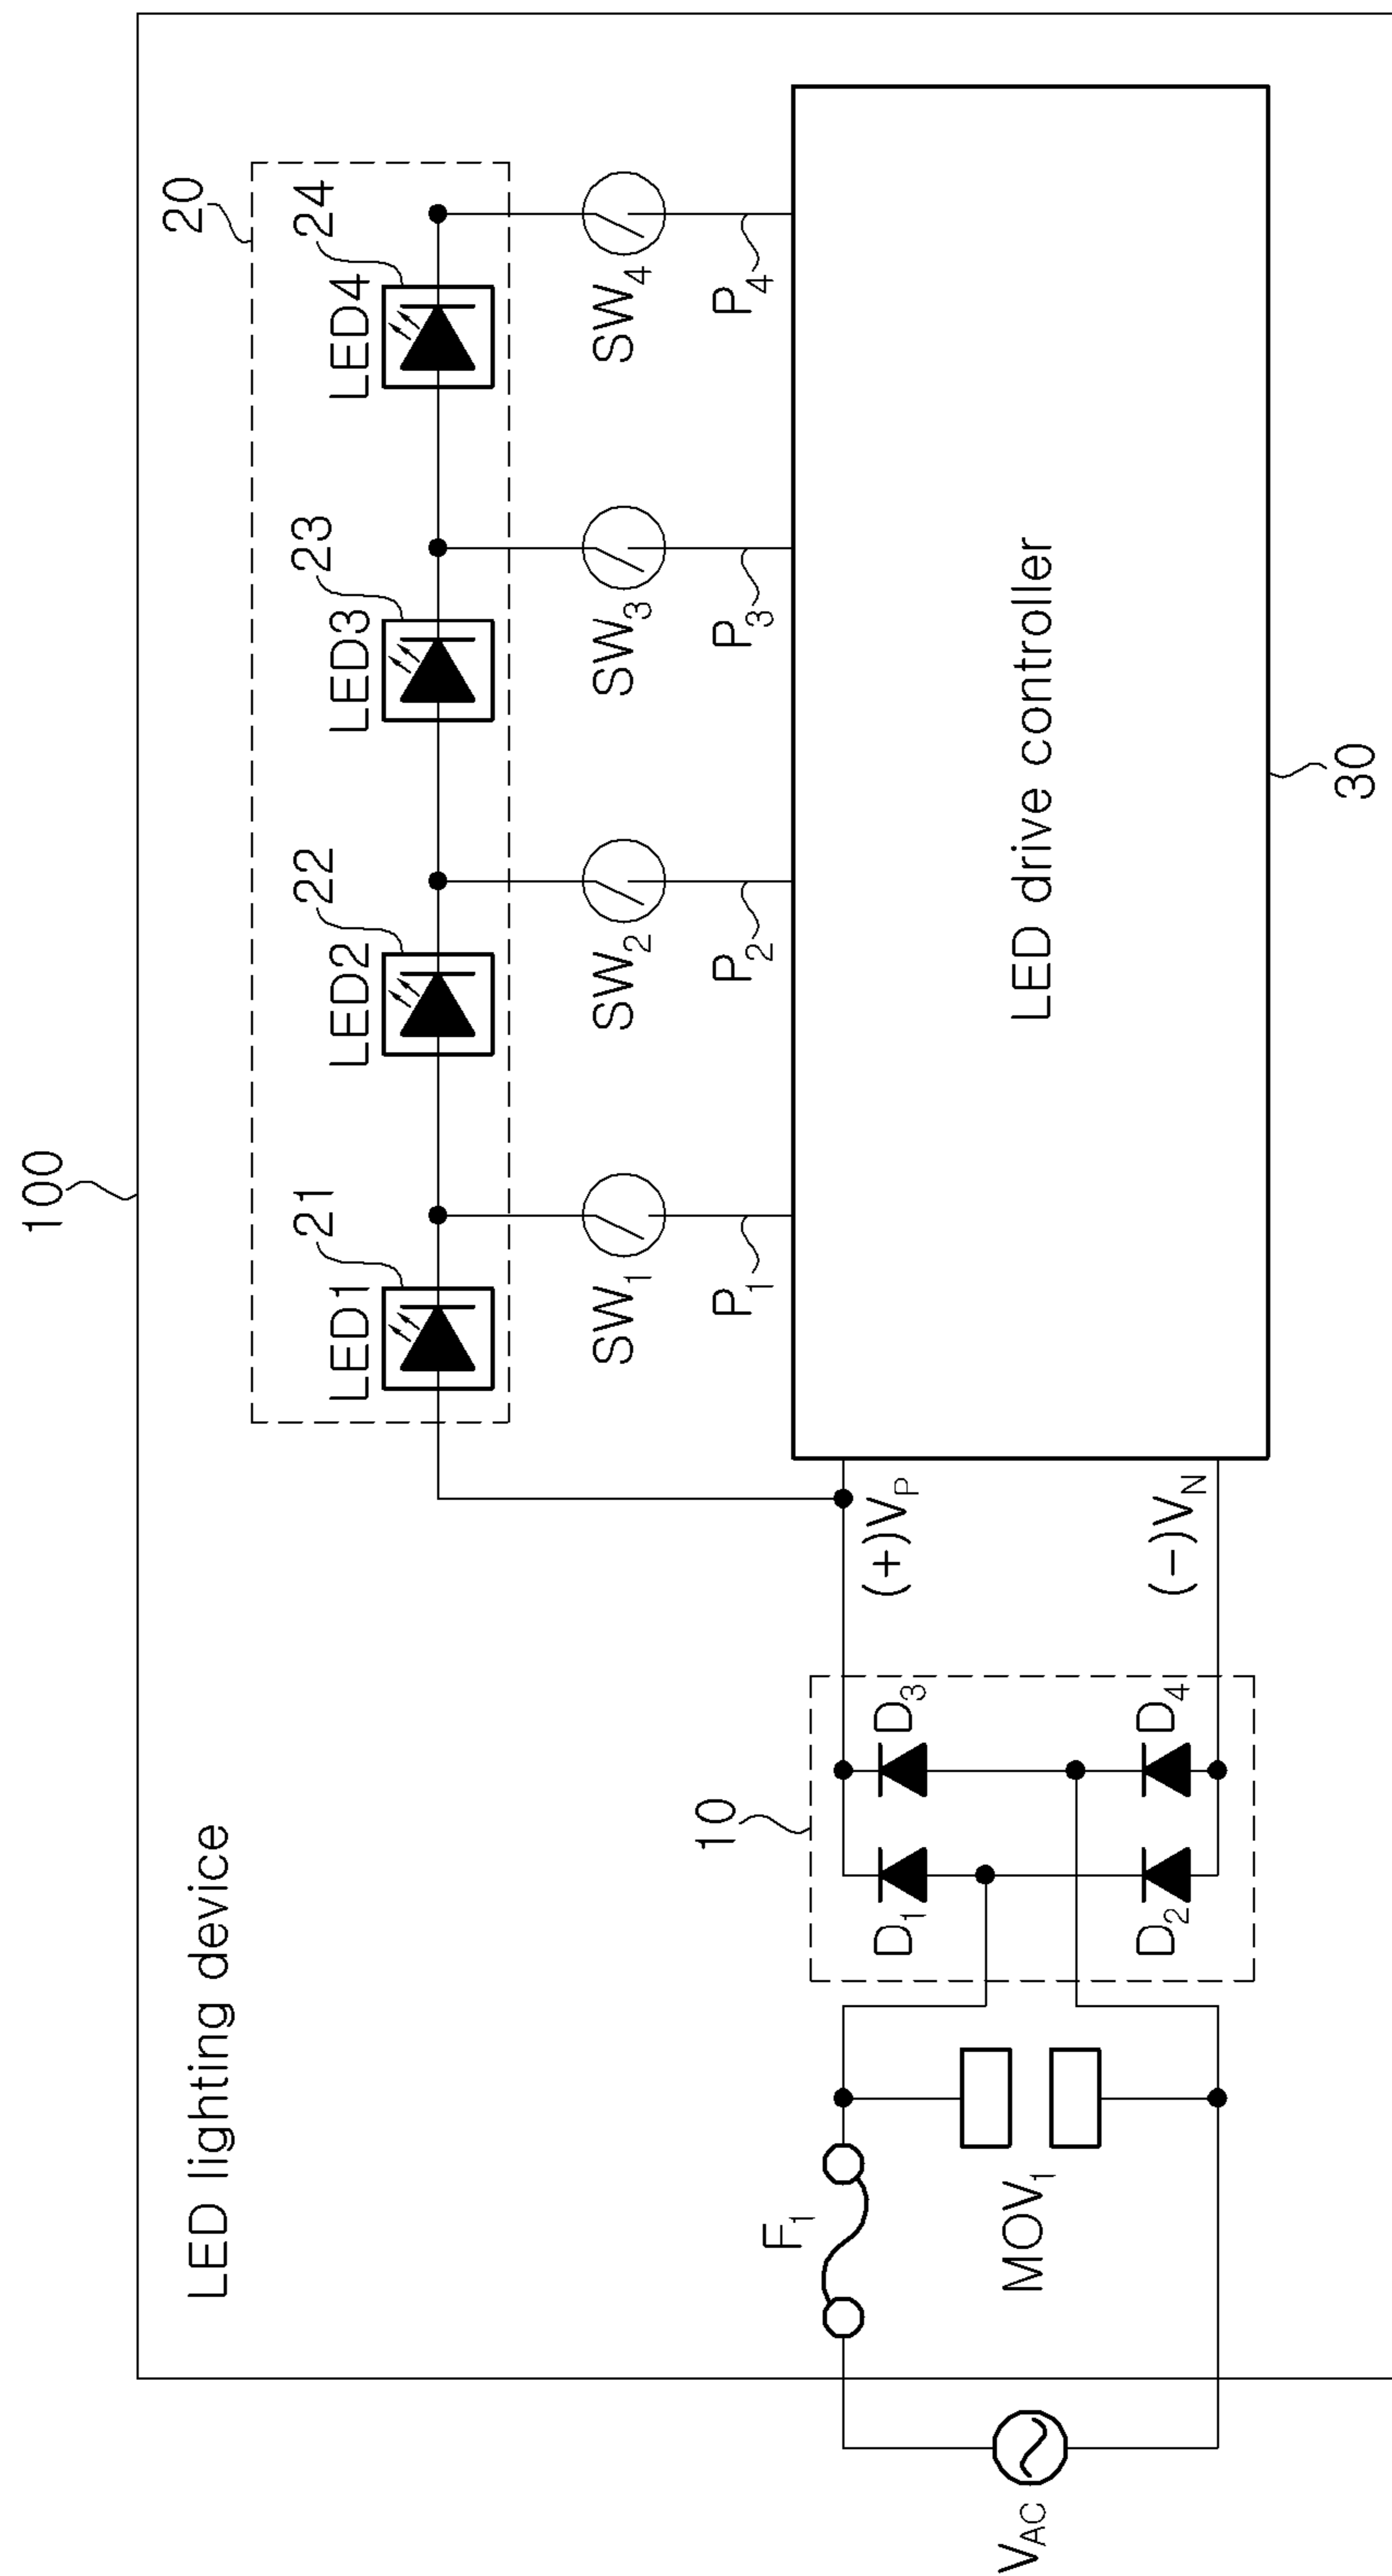 100
LED lighting device
20
21
22
23
24
LED1
LED2
LED3
LED4
SW1
SW2
SW3
SW4
P1
P2
P3
P4
10
F1
D1
D3
(+)VP
VAC
MOV1
LED drive controller
D2
D4
(-)VN
30